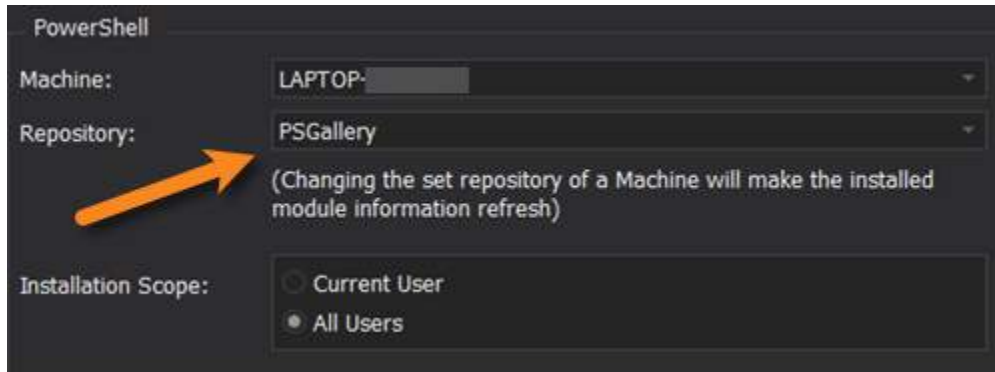 PowerShell
Machine: LAPTOP-
Repository: PSGallery
(Changing the set repository of a Machine will make the installed
module information refresh)
Installation Scope: Current User
All Users